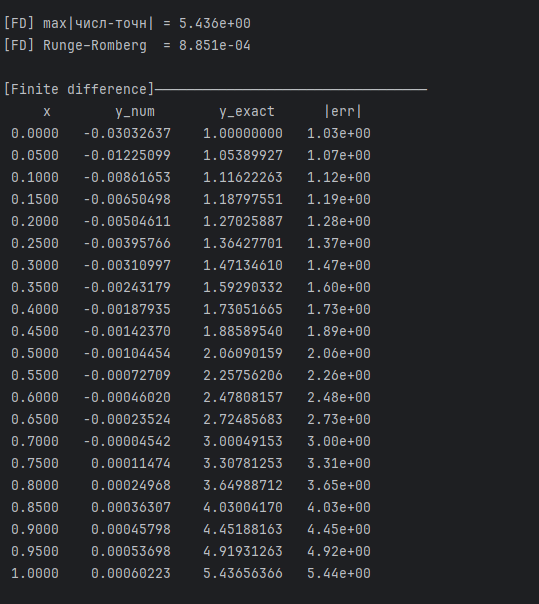 [FD] max|числ-точн| = 5.436e+00
[FD] Runge–Romberg  = 8.851e-04
[Finite difference]──────────────────────────────────
x y_num y_exact |err|
0.0000 -0.03032637 1.00000000 1.03e+00
0.0500 -0.01225099 1.05389927 1.07e+00
0.1000 -0.00861653 1.11622263 1.12e+00
0.1500 -0.00650498 1.18797551 1.19e+00
0.2000 -0.00504611 1.27025887 1.28e+00
0.2500 -0.00395766 1.36427701 1.37e+00
0.3000 -0.00310997 1.47134610 1.47e+00
0.3500 -0.00243179 1.59290332 1.60e+00
0.4000 -0.00187935 1.73051665 1.73e+00
0.4500 -0.00142370 1.88589540 1.89e+00
0.5000 -0.00104454 2.06090159 2.06e+00
0.5500 -0.00072709 2.25756206 2.26e+00
0.6000 -0.00046020 2.47808157 2.48e+00
0.6500 -0.00023524 2.72485683 2.73e+00
0.7000 -0.00004542 3.00049153 3.00e+00
0.7500 0.00011474 3.30781253 3.31e+00
0.8000 0.00024968 3.64988712 3.65e+00
0.8500 0.00036307 4.03004170 4.03e+00
0.9000 0.00045798 4.45188163 4.45e+00
0.9500 0.00053698 4.91931263 4.92e+00
1.0000 0.00060223 5.43656366 5.44e+00